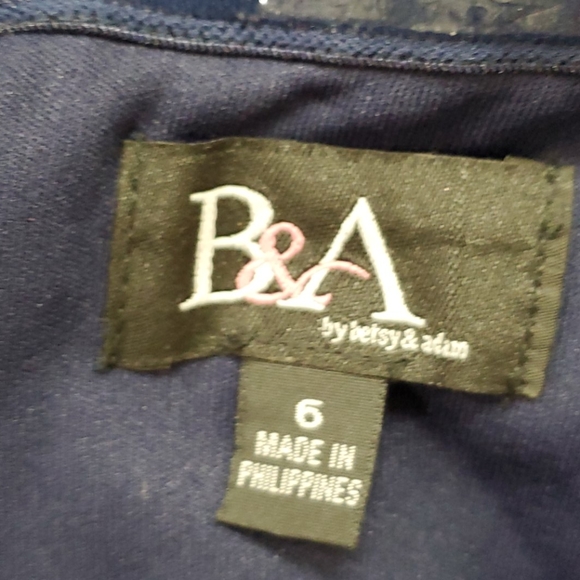 B&A
by betsy & adam
6
MADE IN
PHILIPPINES